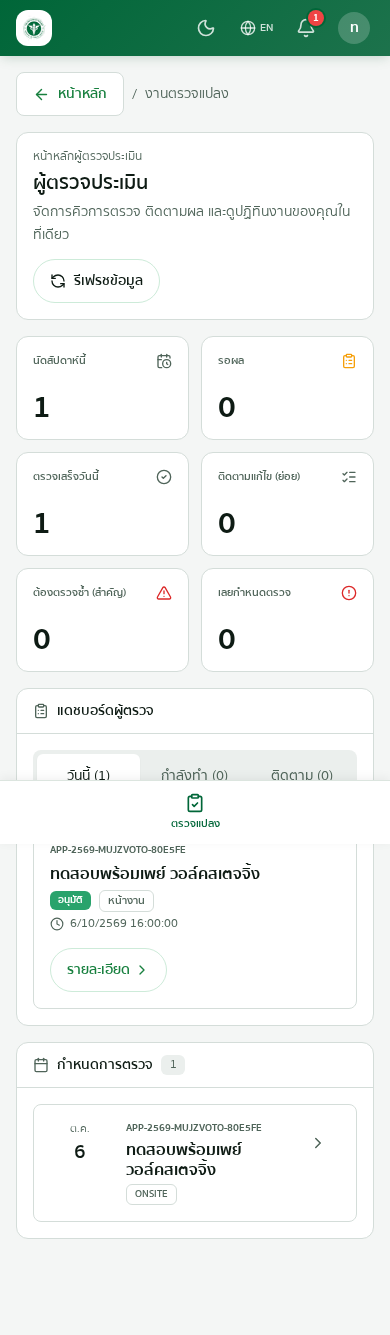 EN
1
ท
หน้าหลัก / งานตรวจแปลง
หน้าหลักผู้ตรวจประเมิน
ผู้ตรวจประเมิน
จัดการคิวการตรวจ ติดตามผล และดูปฏิทินงานของคุณใน
ที่เดียว
รีเฟรชข้อมูล
นัดสัปดาห์นี้
1
รอผล
0
ตรวจเสร็จวันนี้
1
ติดตามแก้ไข (ย่อย)
0
ต้องตรวจซ้ำ (สำคัญ)
0
เลยกำหนดตรวจ
0
แดชบอร์ดผู้ตรวจ
วันนี้ (1) กำลังทำ (0) ติดตาม (0)
ตรวจแปลง
APP-2569-MUJZVOTO-80E5FE
ทดสอบพร้อมเพย์ วอล์คสเตจจิ้ง
อนุมัติ หน้างาน
6/10/2569 16:00:00
รายละเอียด
กำหนดการตรวจ 1
ต.ค.
6
APP-2569-MUJZVOTO-80E5FE
ทดสอบพร้อมเพย์
วอล์คสเตจจิ้ง
ONSITE